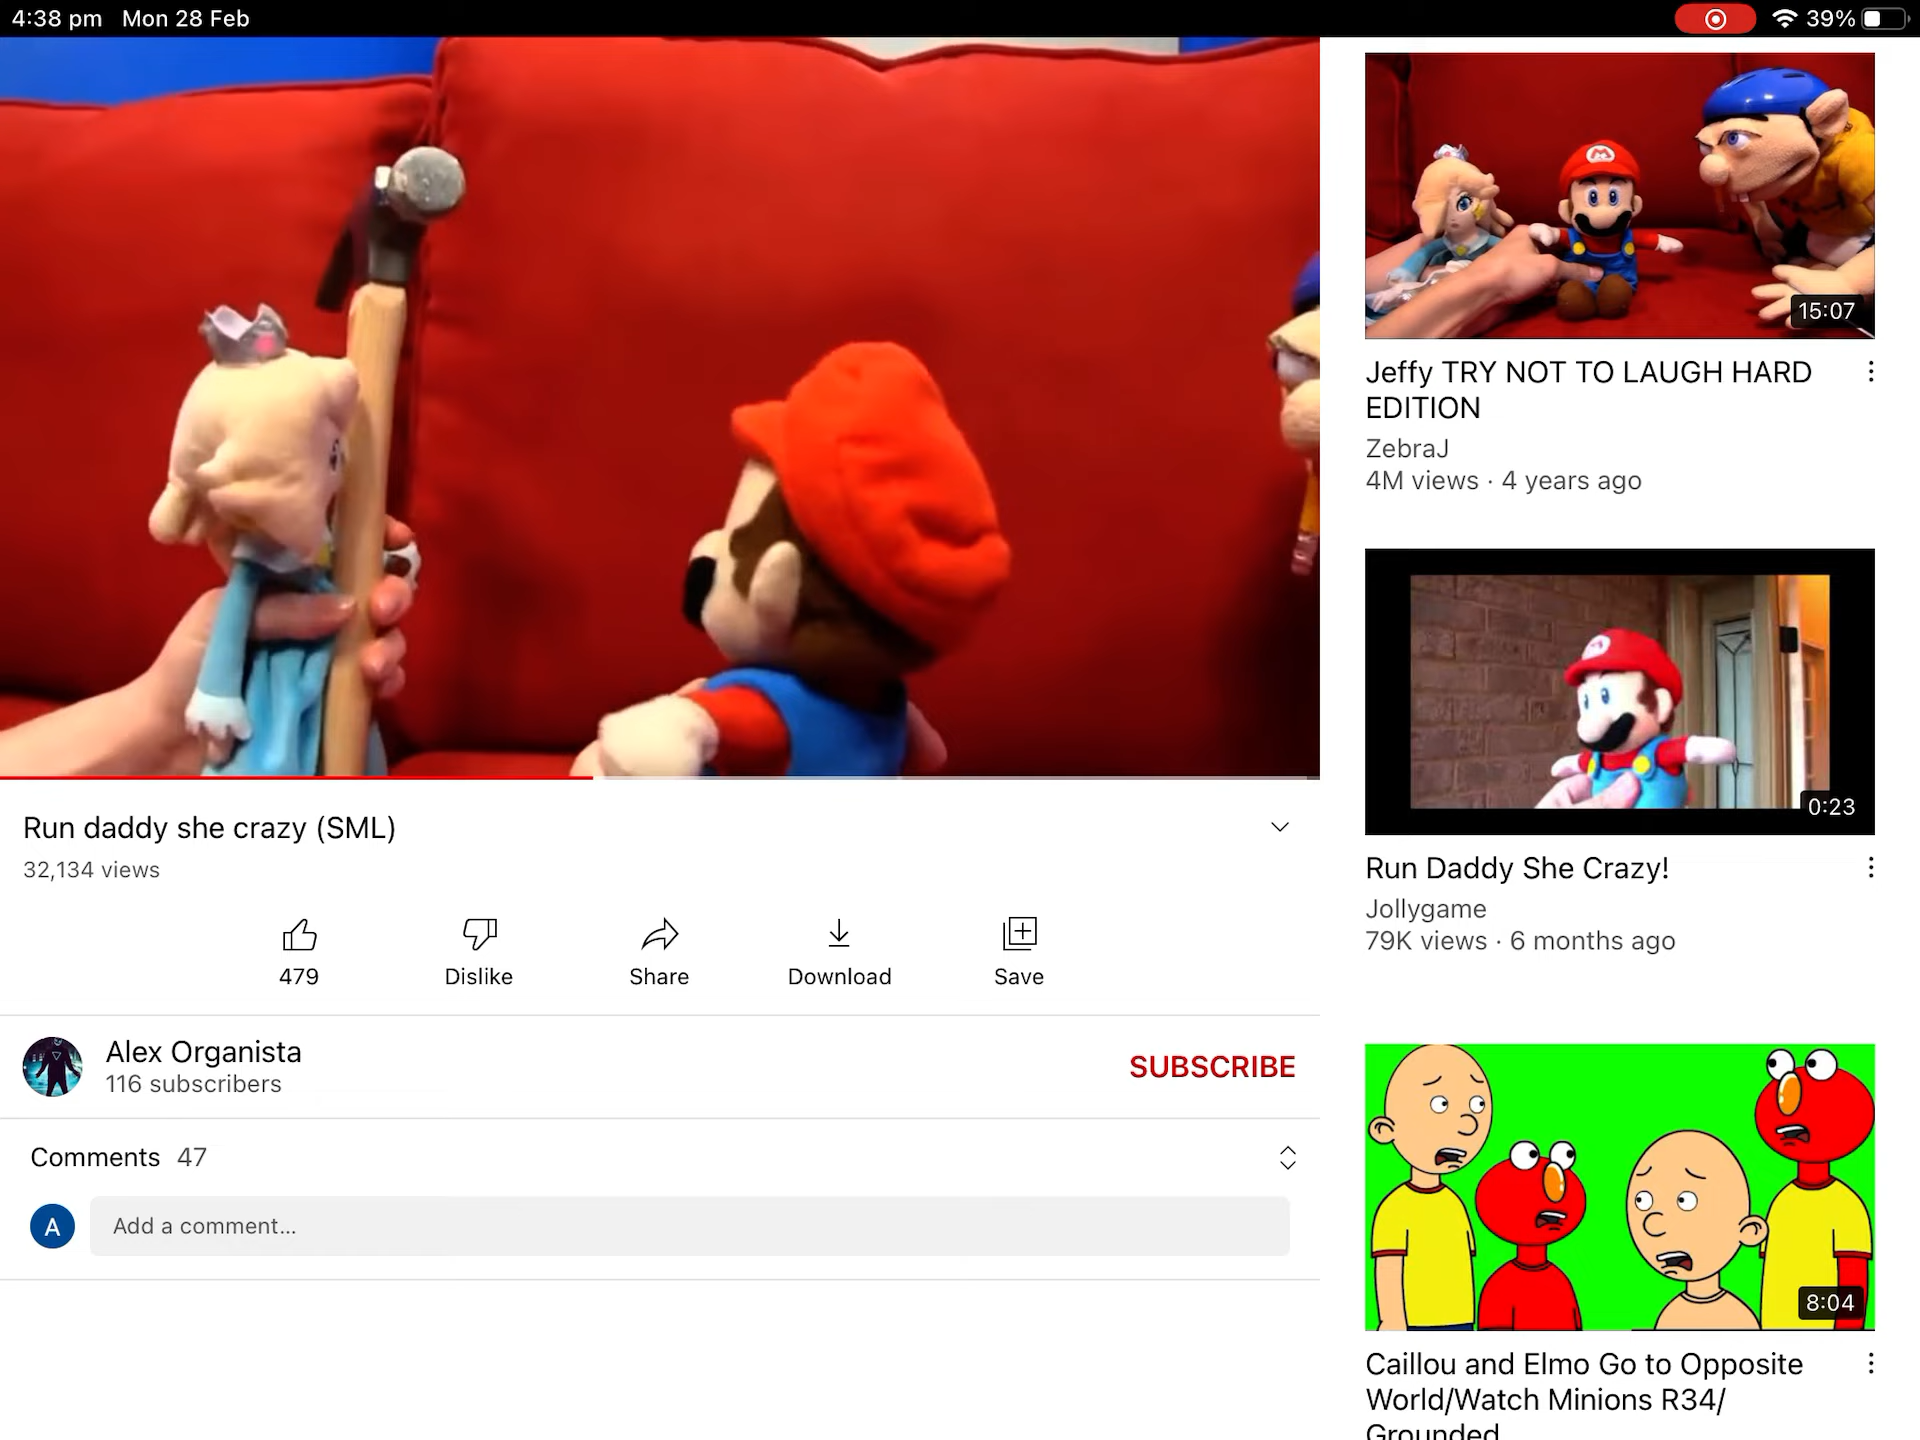 4:38 pm Mon 28 Feb
39%
Run daddy she crazy (SML)
32,134 views
479
Dislike
Share
Download
Save
Alex Organista
116 subscribers
SUBSCRIBE
Comments 47
A
Add a comment...
M
15:07
Jeffy TRY NOT TO LAUGH HARD
EDITION
ZebraJ
4M views · 4 years ago
M
0:23
Run Daddy She Crazy!
Jollygame
79K views · 6 months ago
8:04
Caillou and Elmo Go to Opposite
World/Watch Minions R34/
Grounded